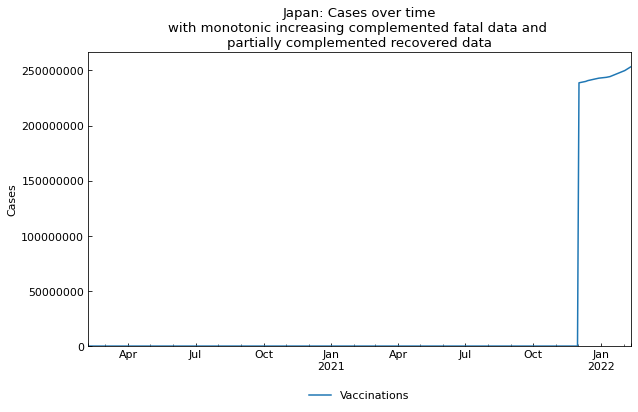 Japan: Cases over time
with monotonic increasing complemented fatal data and
partially complemented recovered data
Cases
250000000
200000000
150000000
100000000
50000000
0
Apr
Jul
Oct
Jan
2021
Apr
Jul
Oct
Jan
2022
Vaccinations